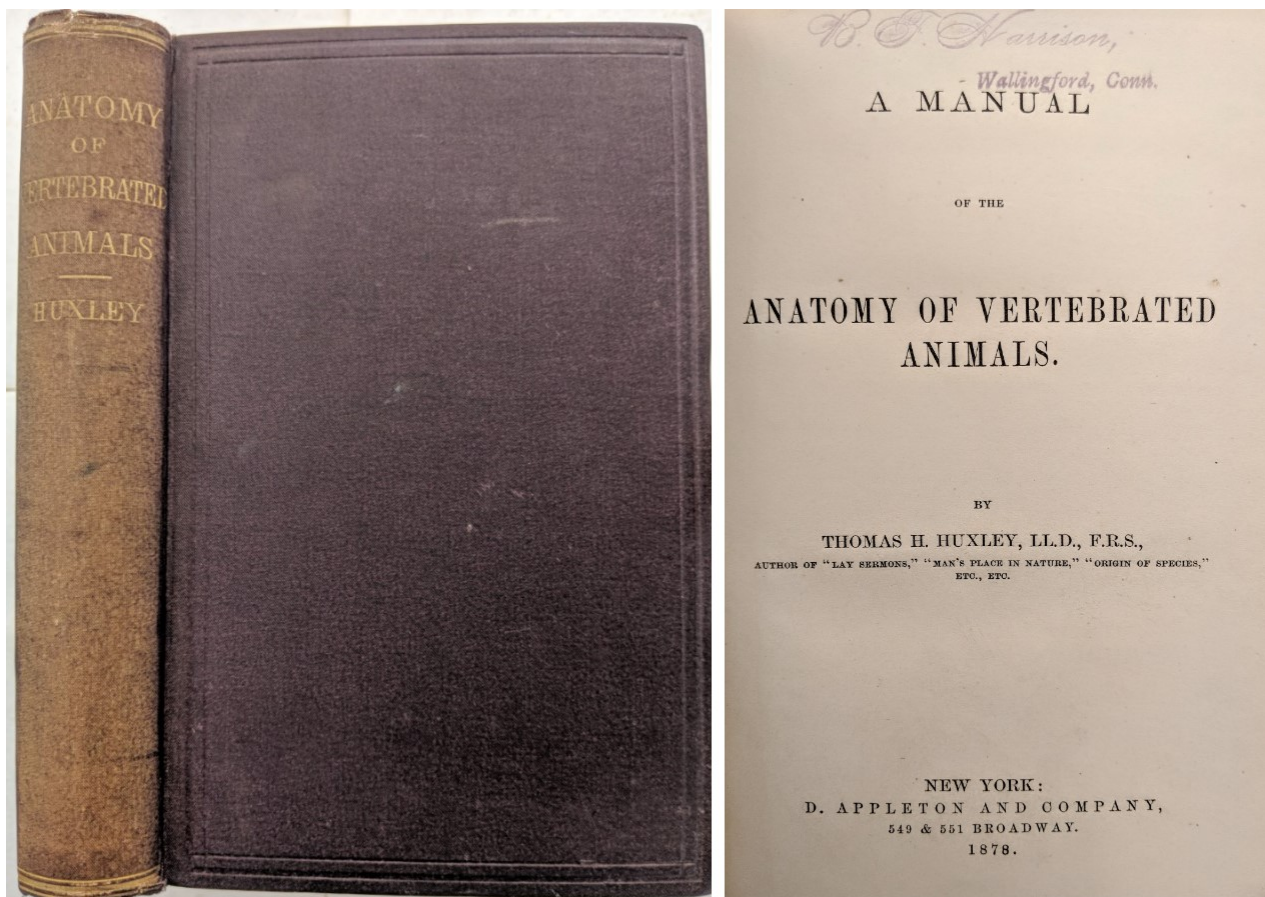 ANATOMY
OF
VERTEBRATED
ANIMALS
HUXLEY
B. F. Harrison,
Wallingford, Conn.
A MANUAL
OF THE
ANATOMY OF VERTEBRATED
ANIMALS.
BY
THOMAS H. HUXLEY, LL.D., F.R.S.,
AUTHOR OF "LAY SERMONS," "MAN'S PLACE IN NATURE," "ORIGIN OF SPECIES,"
ETC., ETC.
NEW YORK:
D. APPLETON AND COMPANY,
549 & 551 BROADWAY.
1878.